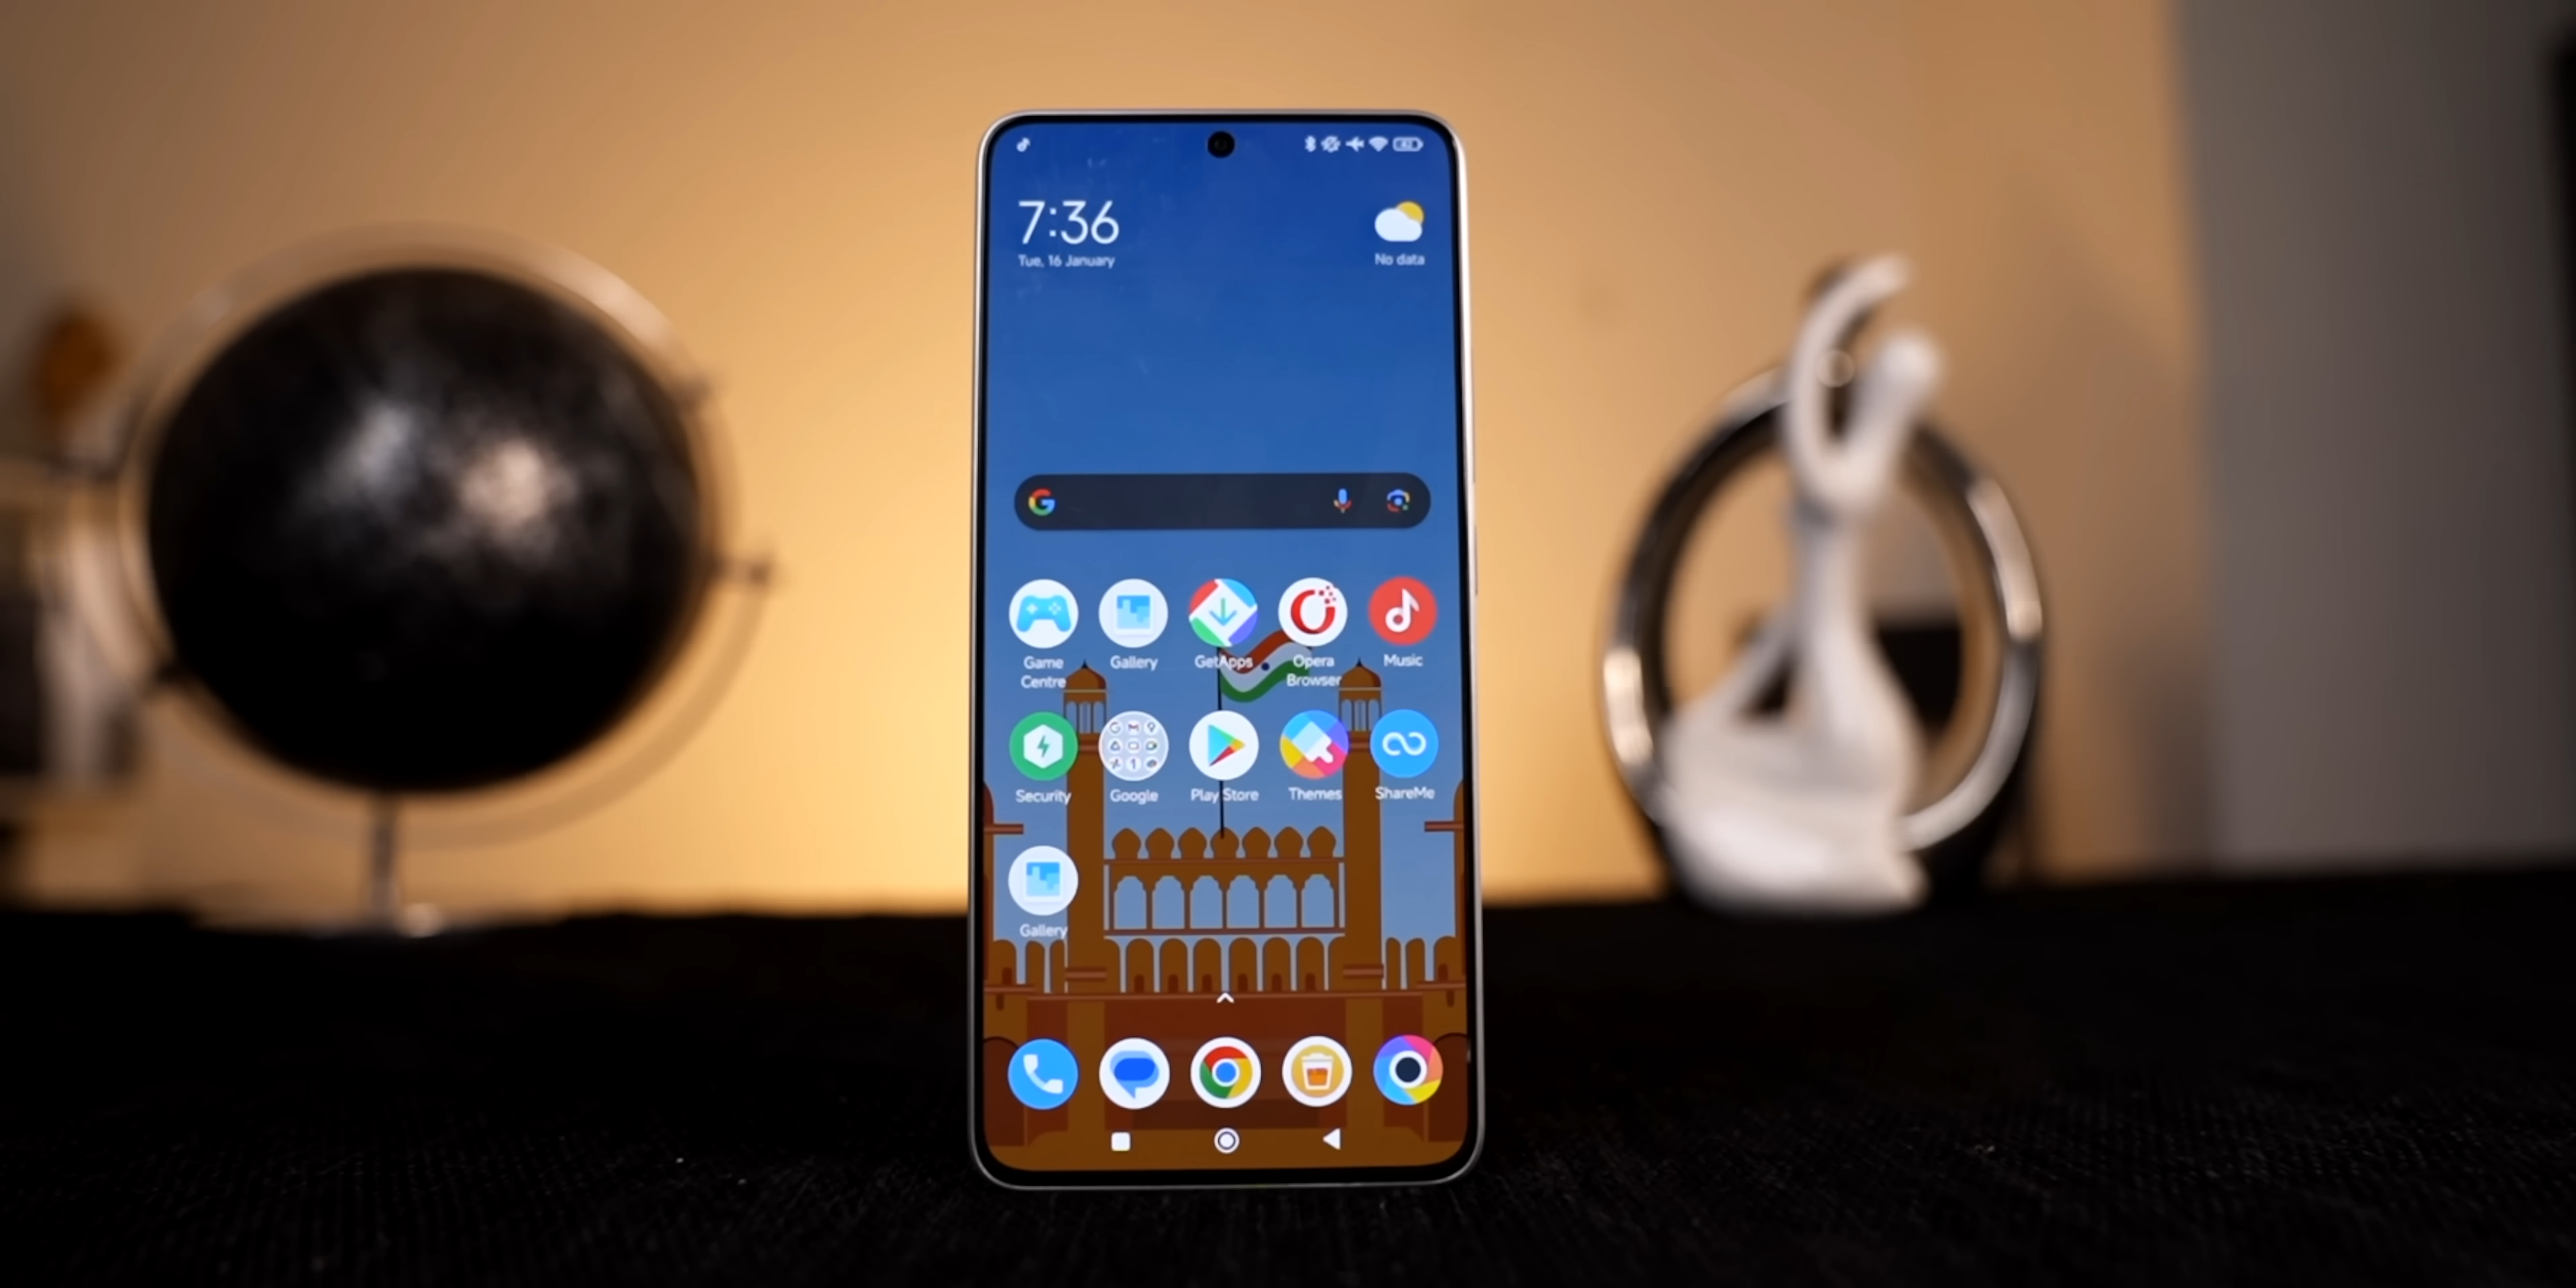 7:36
Tue, 16 January
No data
Game Centre
Gallery
GetApps
Opera Browser
Music
Security
Google
Play Store
Themes
ShareMe
Gallery